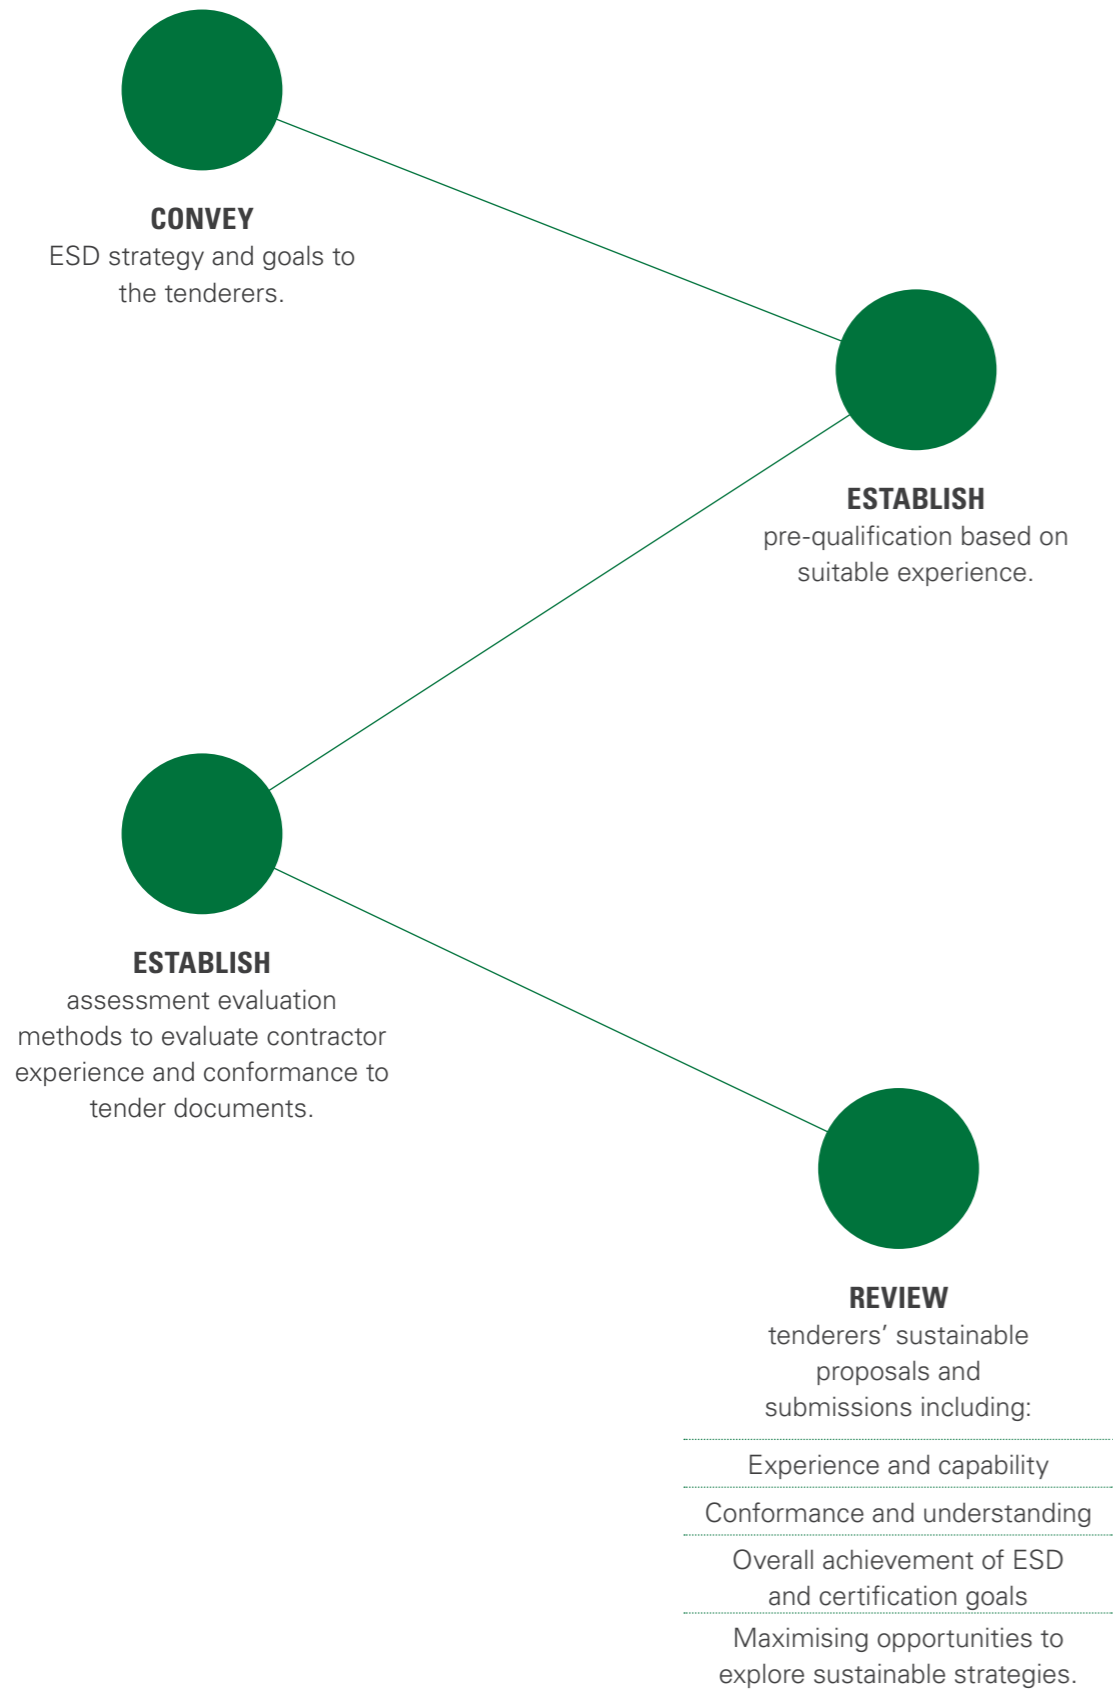 CONVEY
ESD strategy and goals to
the tenderers.
ESTABLISH
pre-qualification based on
suitable experience.
ESTABLISH
assessment evaluation
methods to evaluate contractor
experience and conformance to
tender documents.
REVIEW
tenderers’ sustainable
proposals and
submissions including:
Experience and capability
Conformance and understanding
Overall achievement of ESD
and certification goals
Maximising opportunities to
explore sustainable strategies.